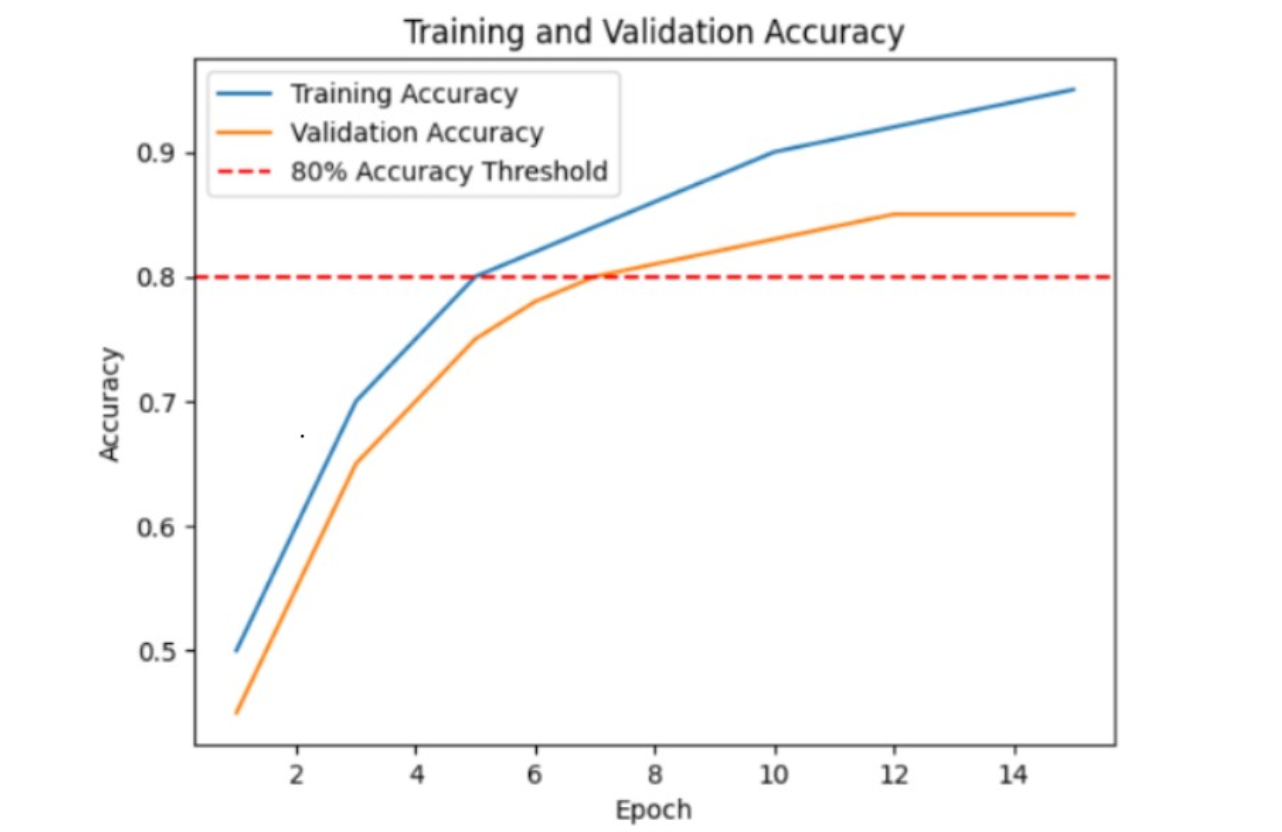 Training and Validation Accuracy
Training Accuracy
Validation Accuracy
80% Accuracy Threshold
0.9
0.8
0.7
0.6
0.5
Accuracy
2 4 6 8 10 12 14
Epoch